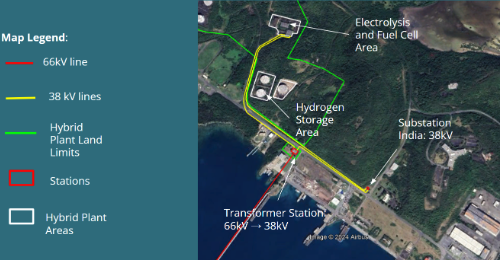 Map Legend:
66kV line
38 kV lines
Hybrid
Plant Land
Limits
Stations
Hybrid Plant
Areas
Electrolysis
and Fuel Cell
Area
Hydrogen
Storage
Area
Substation
India: 38kV
Transformer Station:
66kV → 38kV
Image © 2024 Airbus